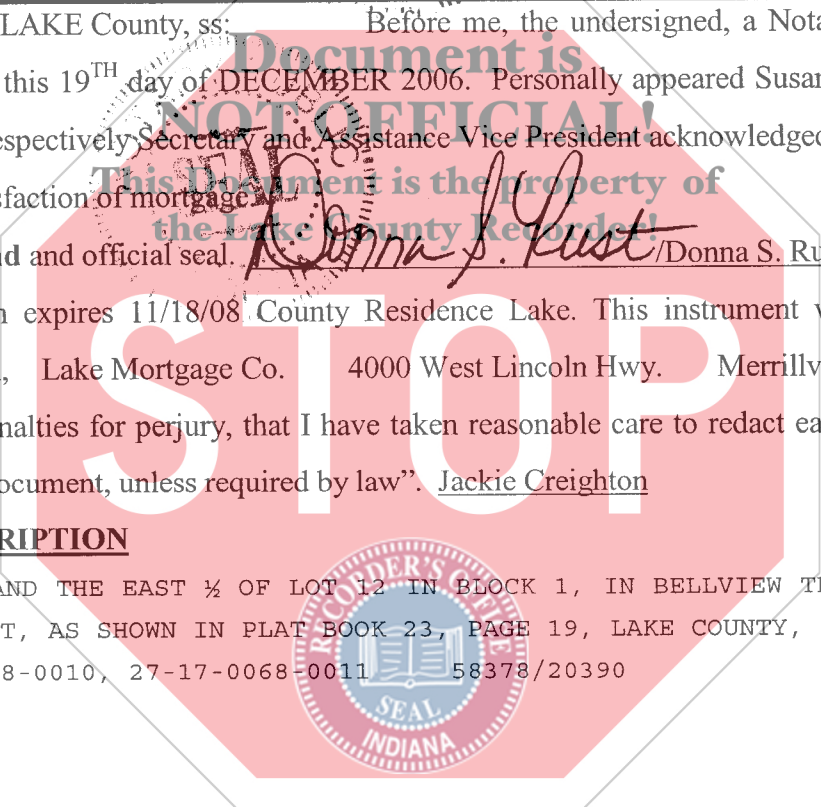 LAKE County, ss: Before me, the undersigned, a Nota
this 19TH day of DECEMBER 2006. Personally appeared Susan
espectively Secretary and Assistance Vice President acknowledged
sfaction of mortgage.
nd and official seal. Donna S. Rust /Donna S. Ru
n expires 11/18/08 County Residence Lake. This instrument w
, Lake Mortgage Co. 4000 West Lincoln Hwy. Merrillv
nalties for perjury, that I have taken reasonable care to redact ea
ocument, unless required by law”. Jackie Creighton
RIPTION
AND THE EAST ½ OF LOT 12 IN BLOCK 1, IN BELLVIEW T
T, AS SHOWN IN PLAT BOOK 23, PAGE 19, LAKE COUNTY,
8-0010, 27-17-0068-0011 58378/20390
Document is
NOT OFFICIAL!
This Document is the property of
the Lake County Recorder!
SEAL
STOP
RECORDER'S OFFICE
SEAL
INDIANA